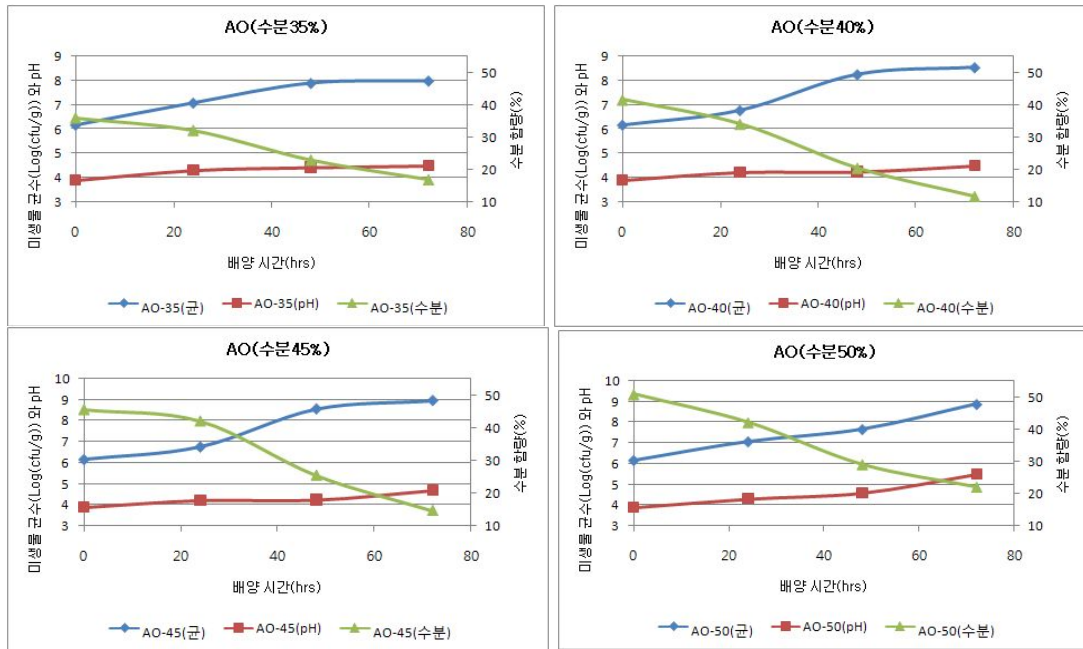 AO(수분35%)
미생물 균수(Log(cfu/g)) 와 pH
9
8
7
6
5
4
3
50
40
30
20
10
수분 함량(%)
0 20 40 60 80
배양 시간(hrs)
AO-35(균) AO-35(pH) AO-35(수분)
AO(수분40%)
미생물 균수(Log(cfu/g)) 와 pH
9
8
7
6
5
4
3
50
40
30
20
10
수분 함량(%)
0 20 40 60 80
배양 시간(hrs)
AO-40(균) AO-40(pH) AO-40(수분)
AO(수분45%)
미생물 균수(Log(cfu/g)) 와 pH
10
9
8
7
6
5
4
3
50
40
30
20
10
수분 함량(%)
0 20 40 60 80
배양 시간(hrs)
AO-45(균) AO-45(pH) AO-45(수분)
AO(수분50%)
미생물 균수(Log(cfu/g)) 와 pH
10
9
8
7
6
5
4
3
50
40
30
20
10
수분 함량(%)
0 20 40 60 80
배양 시간(hrs)
AO-50(균) AO-50(pH) AO-50(수분)